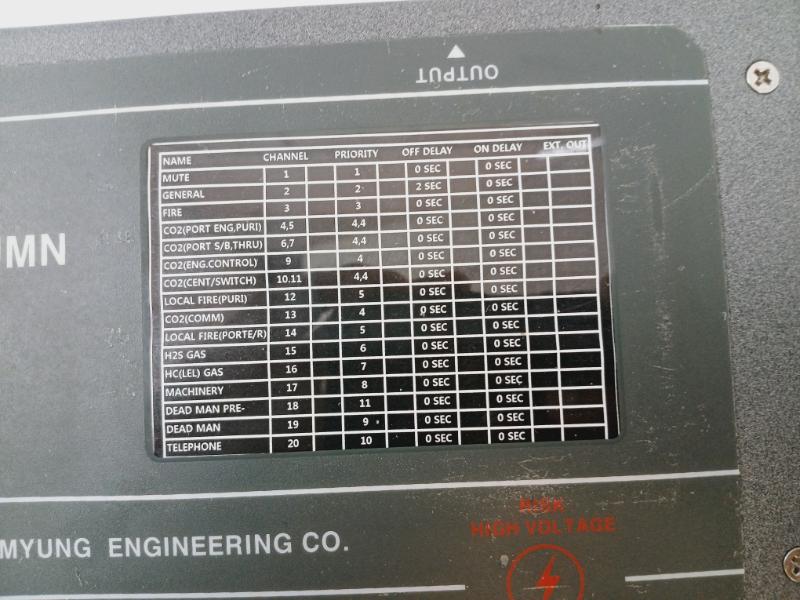 OUTPUT
NAME CHANNEL PRIORITY OFF DELAY ON DELAY EXT. OUT
MUTE 1 1 0 SEC 0 SEC
GENERAL 2 2 2 SEC 0 SEC
FIRE 3 3 0 SEC 0 SEC
CO2(PORT ENG,PURI) 4,5 4,4 0 SEC 0 SEC
CO2(PORT S/B,THRU) 6,7 4,4 0 SEC 0 SEC
CO2(ENG.CONTROL) 9 4 0 SEC 0 SEC
CO2(CENT/SWITCH) 10.11 4,4 0 SEC 0 SEC
LOCAL FIRE(PURI) 12 5 0 SEC 0 SEC
CO2(COMM) 13 4 0 SEC 0 SEC
LOCAL FIRE(PORTE/R) 14 5 0 SEC 0 SEC
H2S GAS 15 6 0 SEC 0 SEC
HC(LEL) GAS 16 7 0 SEC 0 SEC
MACHINERY 17 8 0 SEC 0 SEC
DEAD MAN PRE- 18 11 0 SEC 0 SEC
DEAD MAN 19 9 0 SEC 0 SEC
TELEPHONE 20 10 0 SEC 0 SEC
UMN
MYUNG ENGINEERING CO.
RISK
HIGH VOLTAGE